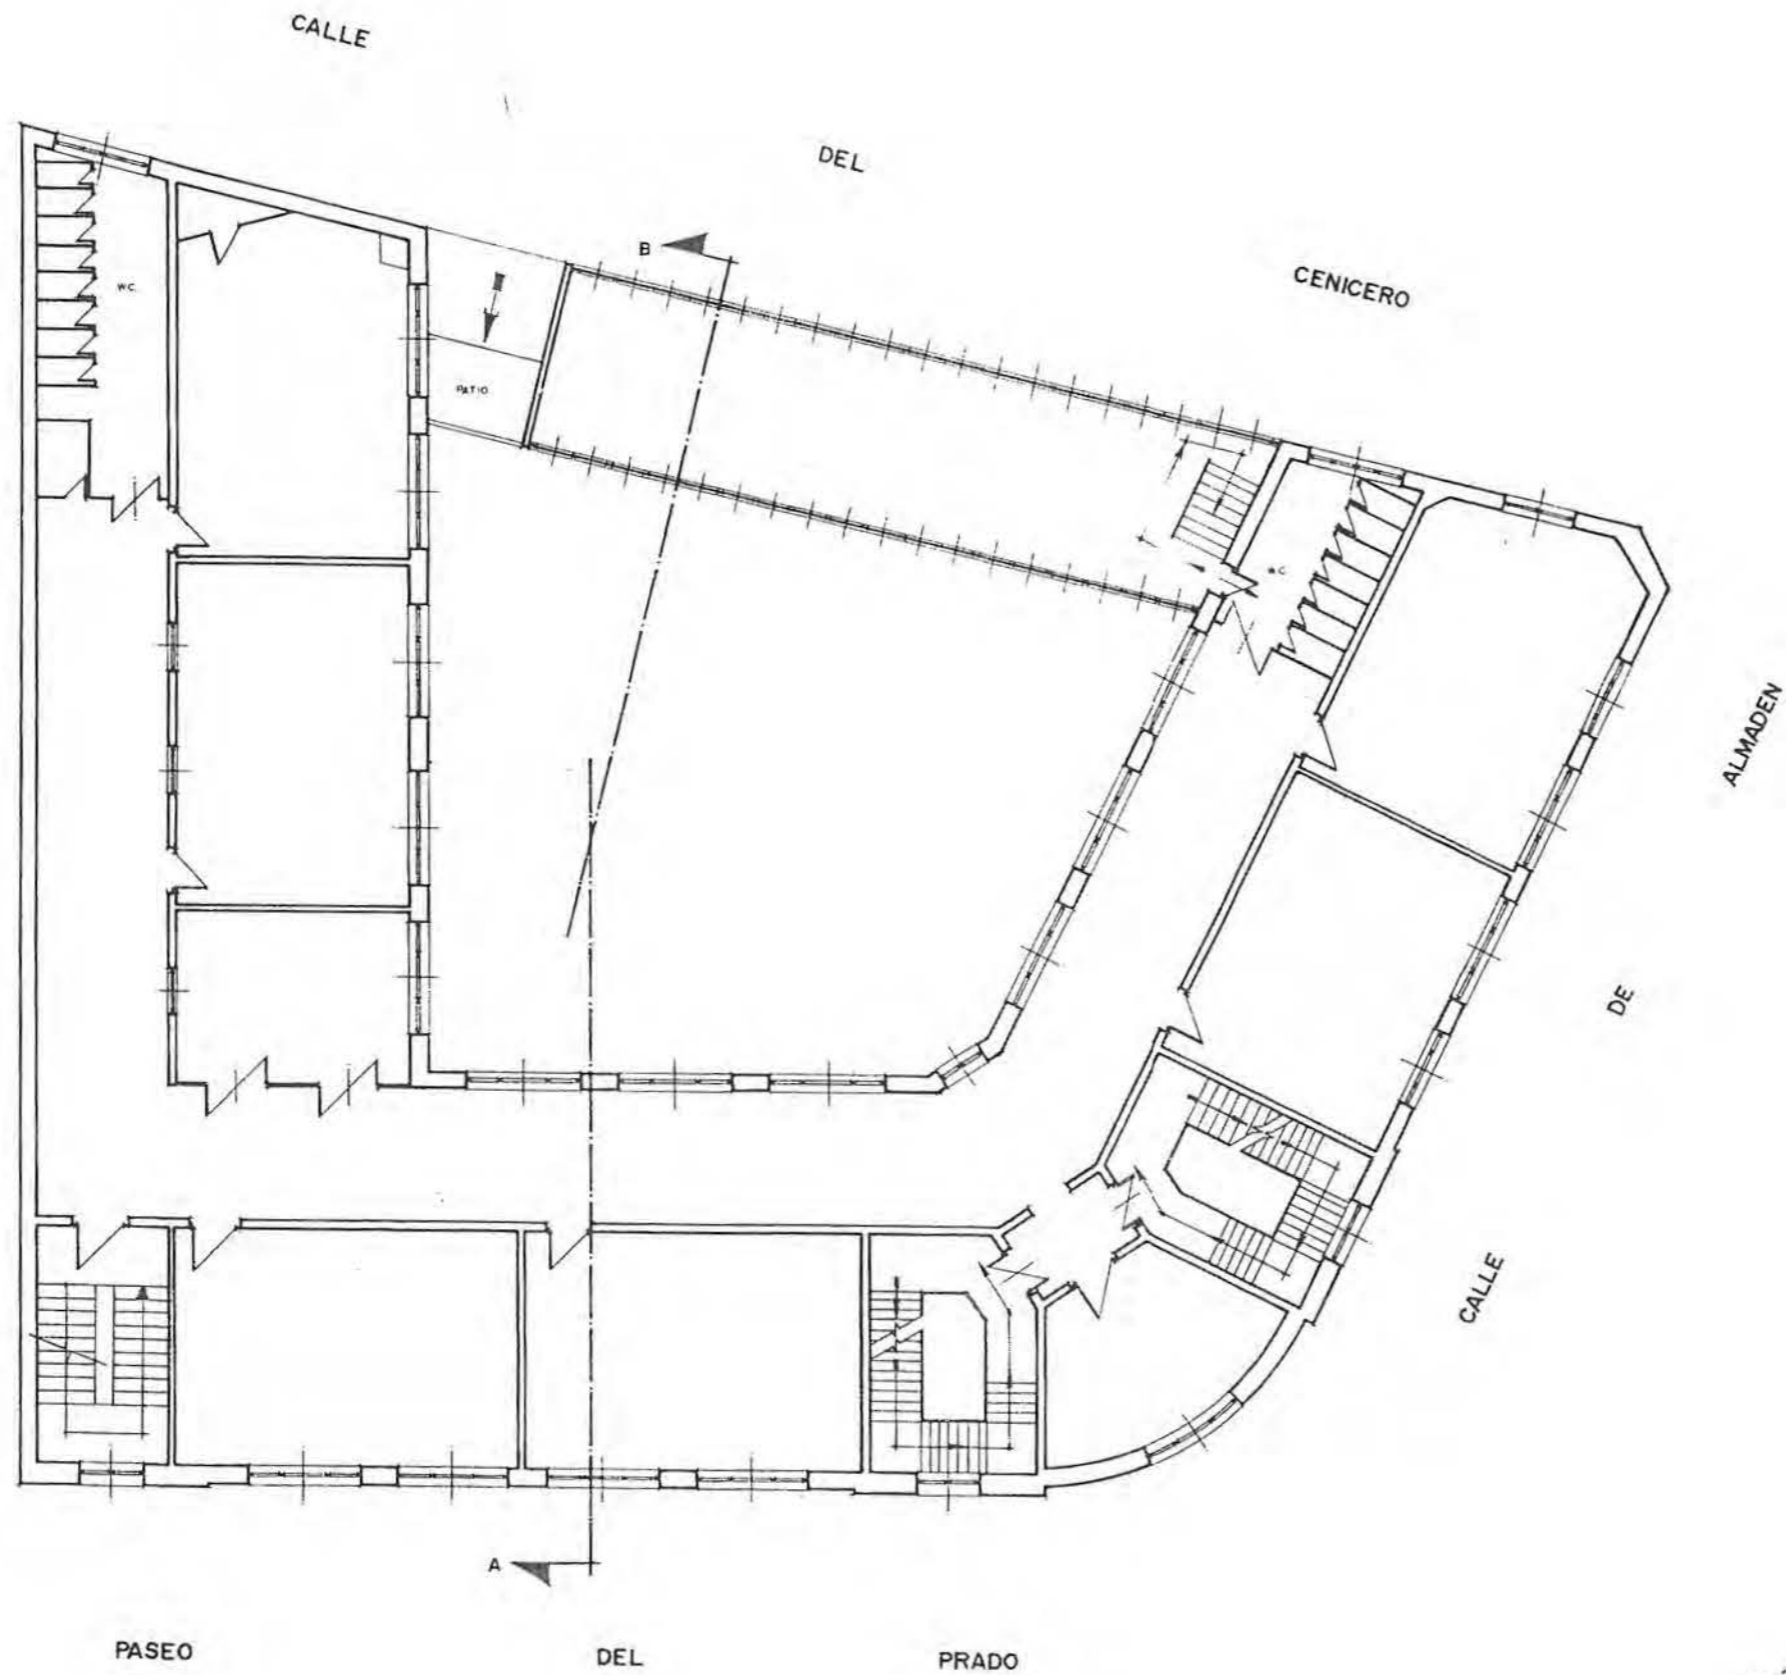 CALLE
DEL
CENICERO
B
W.C.
PATIO
W.C.
ALMADEN
DE
CALLE
A
PASEO DEL PRADO